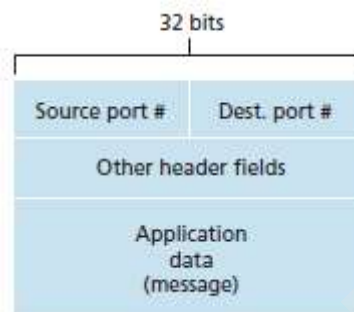 32 bits
Source port # Dest. port #
Other header fields
Application
data
(message)